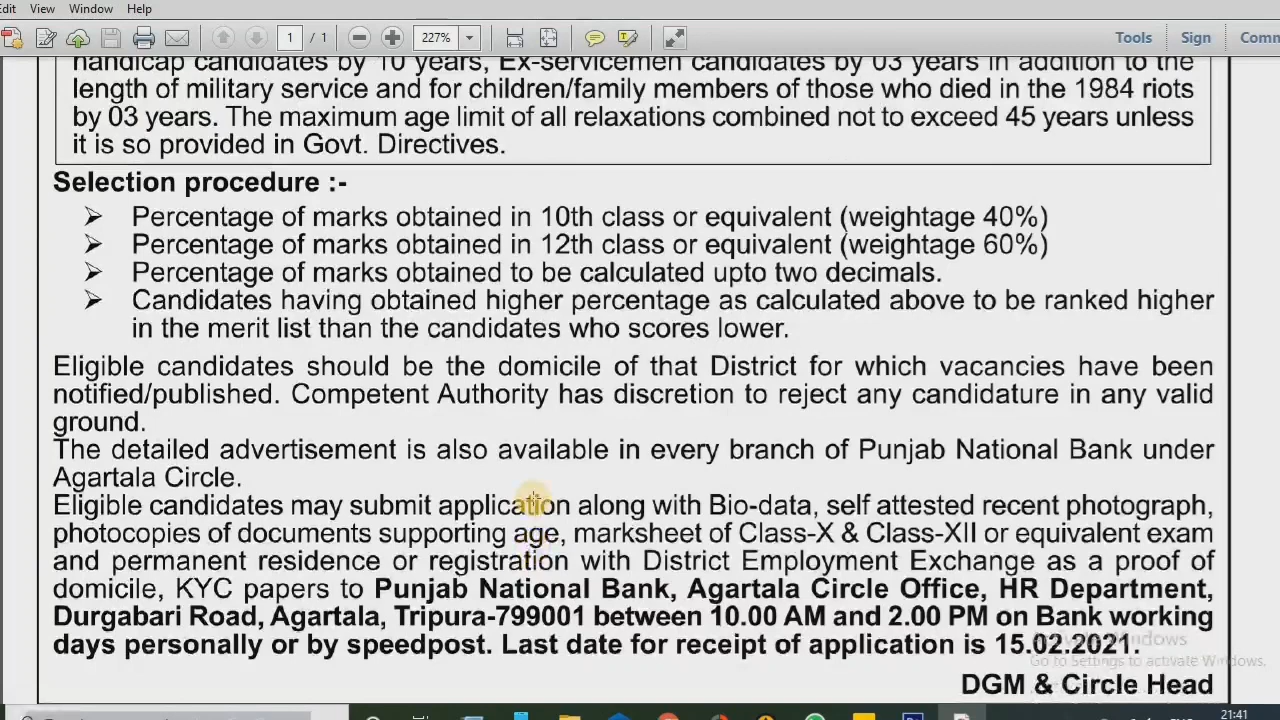 Edit View Window Help
1 / 1 227% Tools Sign Comm
handicap candidates by 10 years, Ex-servicemen candidates by 03 years in addition to the
length of military service and for children/family members of those who died in the 1984 riots
by 03 years. The maximum age limit of all relaxations combined not to exceed 45 years unless
it is so provided in Govt. Directives.
Selection procedure :-
➢ Percentage of marks obtained in 10th class or equivalent (weightage 40%)
➢ Percentage of marks obtained in 12th class or equivalent (weightage 60%)
➢ Percentage of marks obtained to be calculated upto two decimals.
➢ Candidates having obtained higher percentage as calculated above to be ranked higher
in the merit list than the candidates who scores lower.
Eligible candidates should be the domicile of that District for which vacancies have been
notified/published. Competent Authority has discretion to reject any candidature in any valid
ground.
The detailed advertisement is also available in every branch of Punjab National Bank under
Agartala Circle.
Eligible candidates may submit application along with Bio-data, self attested recent photograph,
photocopies of documents supporting age, marksheet of Class-X & Class-XII or equivalent exam
and permanent residence or registration with District Employment Exchange as a proof of
domicile, KYC papers to Punjab National Bank, Agartala Circle Office, HR Department,
Durgabari Road, Agartala, Tripura-799001 between 10.00 AM and 2.00 PM on Bank working
days personally or by speedpost. Last date for receipt of application is 15.02.2021.
Activate Windows
Go to Settings to activate Windows.
DGM & Circle Head
21:41